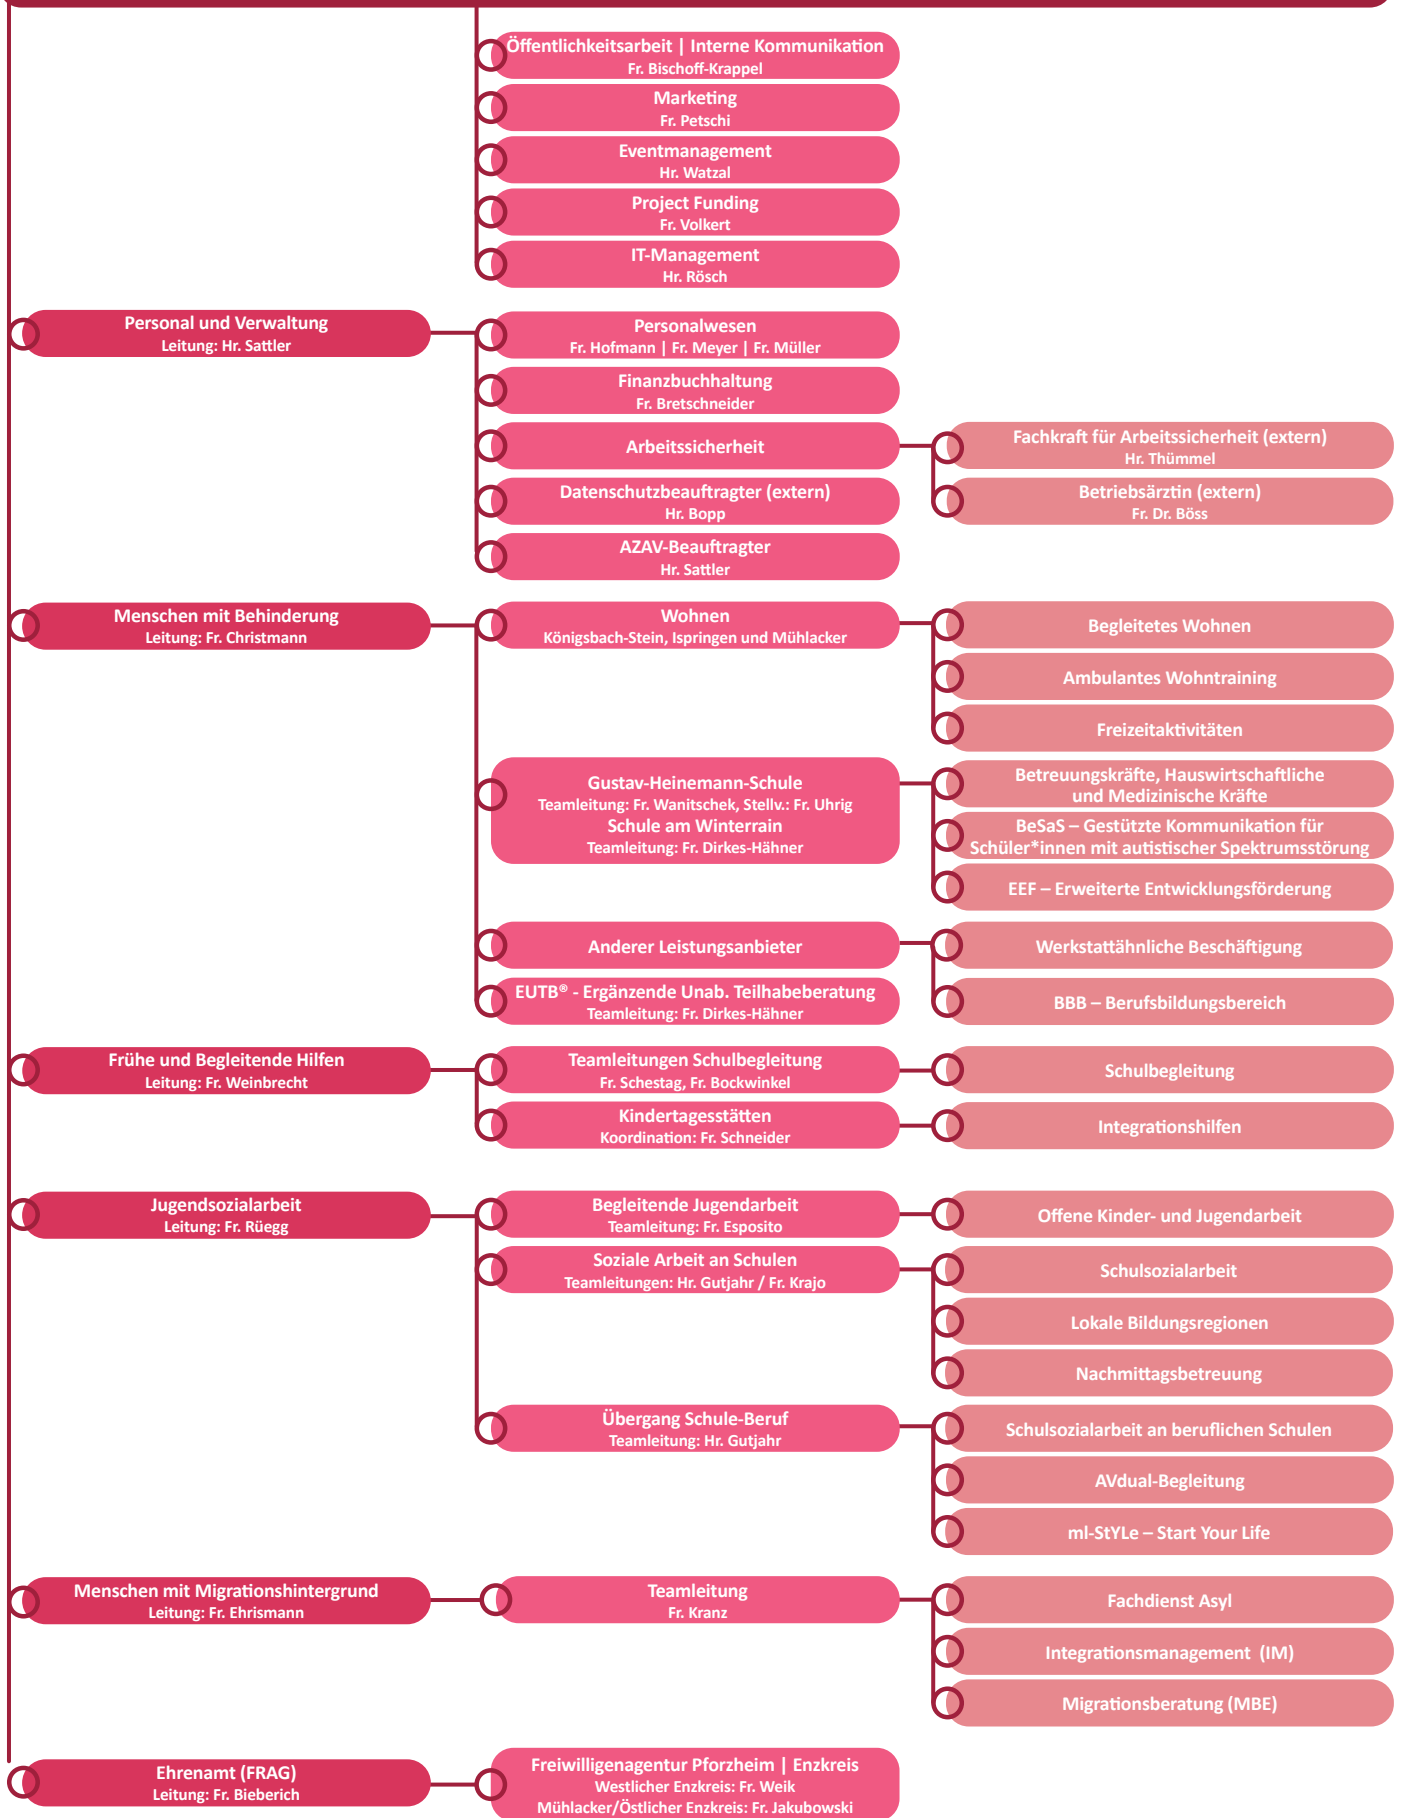 Öffentlichkeitsarbeit | Interne Kommunikation
Fr. Bischoff-Krappel
Marketing
Fr. Petschi
Eventmanagement
Hr. Watzal
Project Funding
Fr. Volkert
IT-Management
Hr. Rösch
Personal und Verwaltung
Leitung: Hr. Sattler
Personalwesen
Fr. Hofmann | Fr. Meyer | Fr. Müller
Finanzbuchhaltung
Fr. Bretschneider
Arbeitssicherheit
Fachkraft für Arbeitssicherheit (extern)
Hr. Thümmel
Betriebsärztin (extern)
Fr. Dr. Böss
Datenschutzbeauftragter (extern)
Hr. Bopp
AZAV-Beauftragter
Hr. Sattler
Menschen mit Behinderung
Leitung: Fr. Christmann
Wohnen
Königsbach-Stein, Ispringen und Mühlacker
Begleitetes Wohnen
Ambulantes Wohntraining
Freizeitaktivitäten
Gustav-Heinemann-Schule
Teamleitung: Fr. Wanitschek, Stellv.: Fr. Uhrig
Schule am Winterrain
Teamleitung: Fr. Dirkes-Hähner
Betreuungskräfte, Hauswirtschaftliche
und Medizinische Kräfte
BeSaS – Gestützte Kommunikation für
Schüler*innen mit autistischer Spektrumsstörung
EEF – Erweiterte Entwicklungsförderung
Anderer Leistungsanbieter
Werkstattähnliche Beschäftigung
BBB – Berufsbildungsbereich
EUTB® - Ergänzende Unab. Teilhabeberatung
Teamleitung: Fr. Dirkes-Hähner
Frühe und Begleitende Hilfen
Leitung: Fr. Weinbrecht
Teamleitungen Schulbegleitung
Fr. Schestag, Fr. Bockwinkel
Schulbegleitung
Kindertagesstätten
Koordination: Fr. Schneider
Integrationshilfen
Jugendsozialarbeit
Leitung: Fr. Rüegg
Begleitende Jugendarbeit
Teamleitung: Fr. Esposito
Offene Kinder- und Jugendarbeit
Soziale Arbeit an Schulen
Teamleitungen: Hr. Gutjahr / Fr. Krajo
Schulsozialarbeit
Lokale Bildungsregionen
Nachmittagsbetreuung
Übergang Schule-Beruf
Teamleitung: Hr. Gutjahr
Schulsozialarbeit an beruflichen Schulen
AVdual-Begleitung
ml-StYLe – Start Your Life
Menschen mit Migrationshintergrund
Leitung: Fr. Ehrismann
Teamleitung
Fr. Kranz
Fachdienst Asyl
Integrationsmanagement (IM)
Migrationsberatung (MBE)
Ehrenamt (FRAG)
Leitung: Fr. Bieberich
Freiwilligenagentur Pforzheim | Enzkreis
Westlicher Enzkreis: Fr. Weik
Mühlacker/Östlicher Enzkreis: Fr. Jakubowski